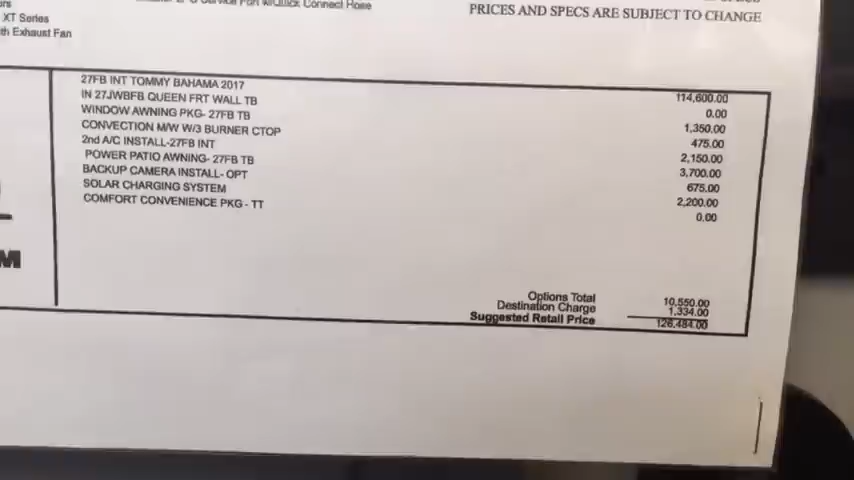 XT Series
th Exhaust Fan
Connect Hose
PRICES AND SPECS ARE SUBJECT TO CHANGE
27FB INT TOMMY BAHAMA 2017 114,600.00
IN 27JWBFB QUEEN FRT WALL TB 0.00
WINDOW AWNING PKG- 27FB TB 1,350.00
CONVECTION M/W W/3 BURNER CTOP 475.00
2nd A/C INSTALL-27FB INT 2,150.00
POWER PATIO AWNING- 27FB TB 3,700.00
BACKUP CAMERA INSTALL- OPT 675.00
SOLAR CHARGING SYSTEM 2,200.00
COMFORT CONVENIENCE PKG - TT 0.00
M
Options Total 10,550.00
Destination Charge 1,334.00
Suggested Retail Price 126,484.00